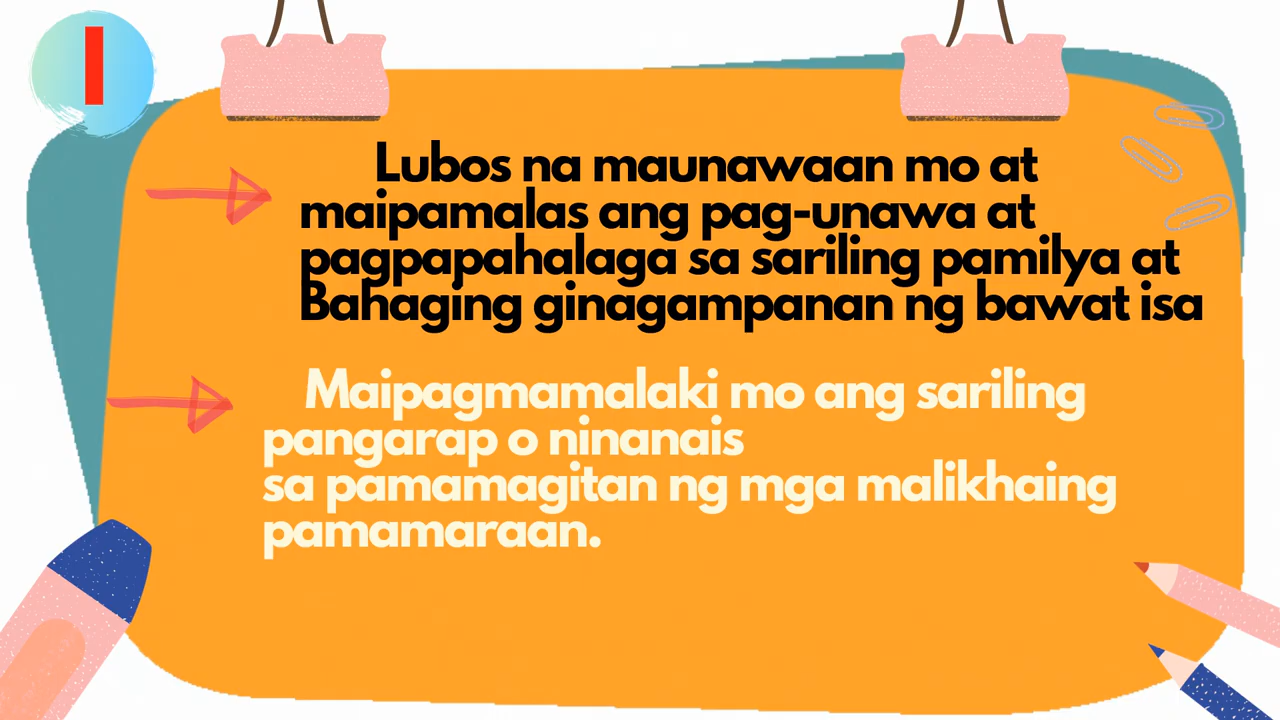 I
Lubos na maunawaan mo at
maipamalas ang pag-unawa at
pagpapahalaga sa sariling pamilya at
Bahaging ginagampanan ng bawat isa
Maipagmamalaki mo ang sariling
pangarap o ninanais
sa pamamagitan ng mga malikhaing
pamamaraan.